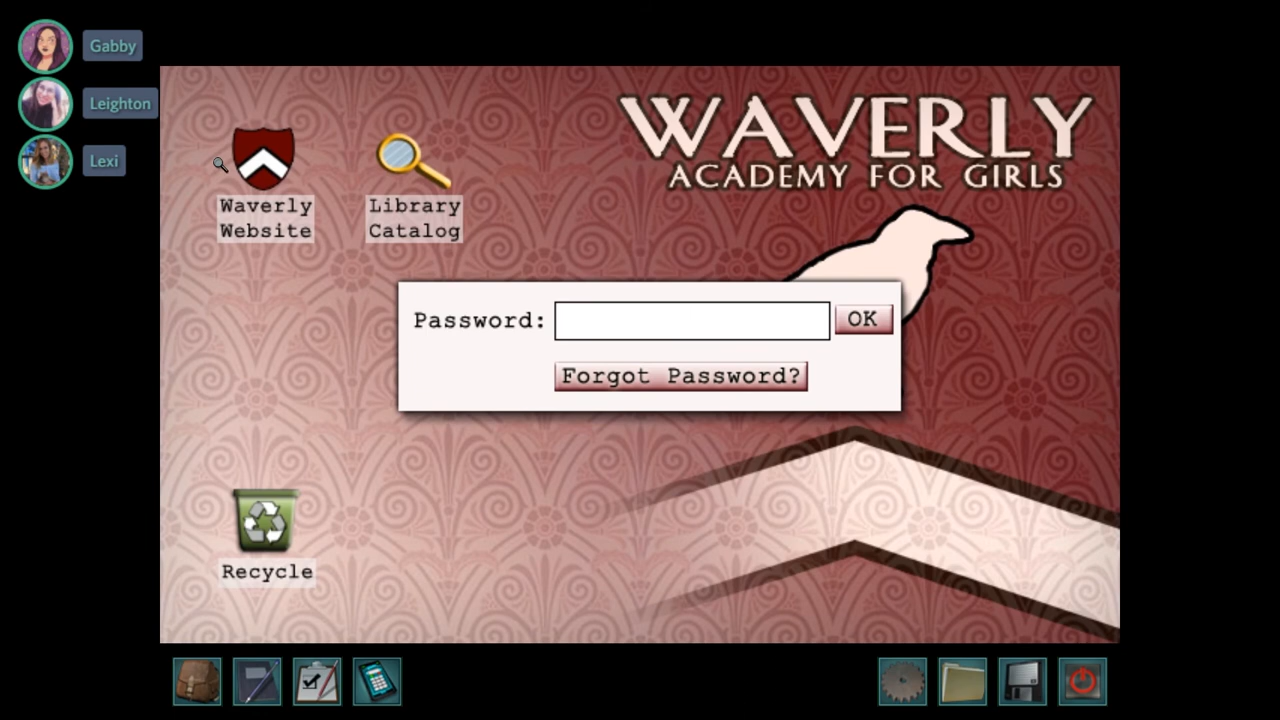 Gabby
Leighton
Lexi
WAVERLY
ACADEMY FOR GIRLS
Waverly
Website
Library
Catalog
Password:
OK
Forgot Password?
Recycle